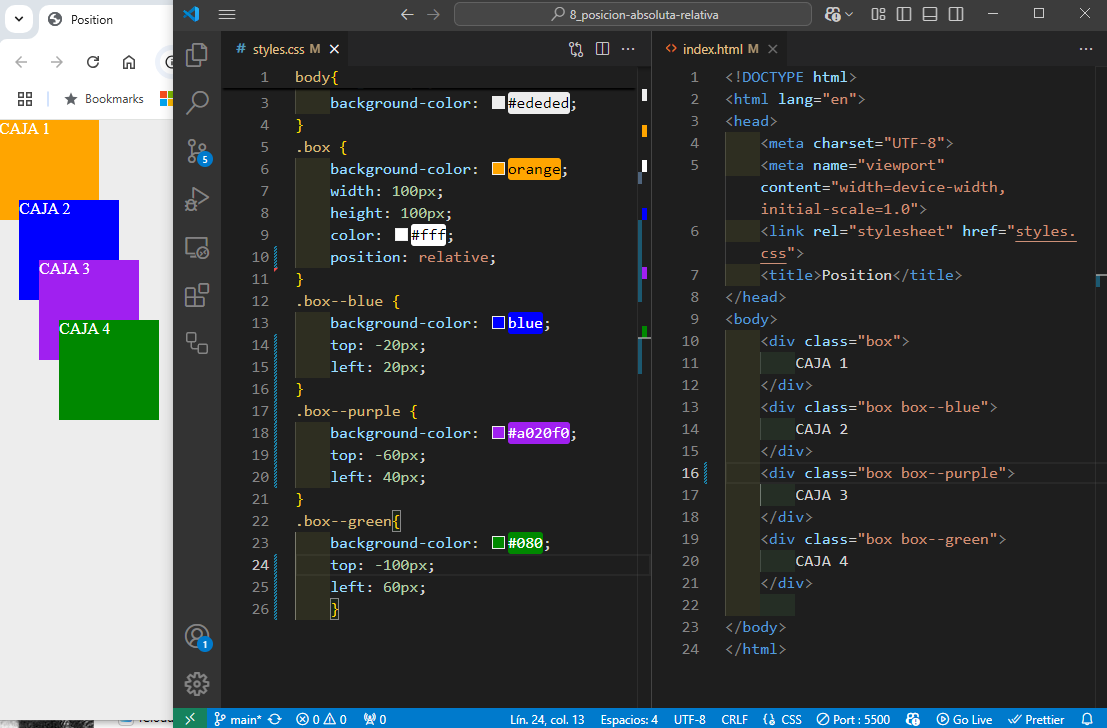 Position
Bookmarks
CAJA 1
CAJA 2
CAJA 3
CAJA 4
8_posicion-absoluta-relativa
# styles.css M
1 body{
3 background-color: #ededed;
4 }
5 .box {
6 background-color: orange;
7 width: 100px;
8 height: 100px;
9 color: #fff;
10 position: relative;
11 }
12 .box--blue {
13 background-color: blue;
14 top: -20px;
15 left: 20px;
16 }
17 .box--purple {
18 background-color: #a020f0;
19 top: -60px;
20 left: 40px;
21 }
22 .box--green{
23 background-color: #080;
24 top: -100px;
25 left: 60px;
26 }
<> index.html M
1 <!DOCTYPE html>
2 <html lang="en">
3 <head>
4 <meta charset="UTF-8">
5 <meta name="viewport"
content="width=device-width,
initial-scale=1.0">
6 <link rel="stylesheet" href="styles.
css">
7 <title>Position</title>
8 </head>
9 <body>
10 <div class="box">
11 CAJA 1
12 </div>
13 <div class="box box--blue">
14 CAJA 2
15 </div>
16 <div class="box box--purple">
17 CAJA 3
18 </div>
19 <div class="box box--green">
20 CAJA 4
21 </div>
22
23 </body>
24 </html>
5
1
main* 0 0 0 Lín. 24, col. 13 Espacios: 4 UTF-8 CRLF {} CSS Port : 5500 Go Live Prettier